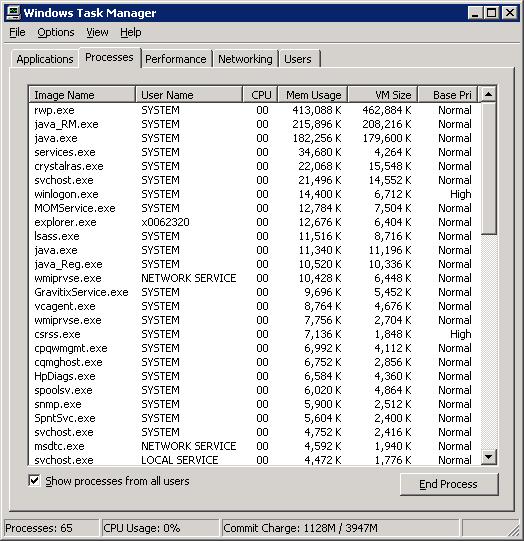 Windows Task Manager
File Options View Help
Applications Processes Performance Networking Users
Image Name User Name CPU Mem Usage VM Size Base Pri
rwp.exe SYSTEM 00 413,088 K 462,884 K Normal
java_RM.exe SYSTEM 00 215,896 K 208,216 K Normal
java.exe SYSTEM 00 182,256 K 179,600 K Normal
services.exe SYSTEM 00 34,680 K 4,264 K Normal
crystalras.exe SYSTEM 00 22,068 K 15,548 K Normal
svchost.exe SYSTEM 00 21,496 K 14,552 K Normal
winlogon.exe SYSTEM 00 14,400 K 6,712 K High
MOMService.exe SYSTEM 00 12,784 K 7,504 K Normal
explorer.exe x0062320 00 12,676 K 6,404 K Normal
lsass.exe SYSTEM 00 11,516 K 8,716 K Normal
java.exe SYSTEM 00 11,340 K 11,196 K Normal
java_Reg.exe SYSTEM 00 10,520 K 10,336 K Normal
wmiprvse.exe NETWORK SERVICE 00 10,428 K 6,448 K Normal
GravitixService.exe SYSTEM 00 9,696 K 5,452 K Normal
vcagent.exe SYSTEM 00 8,764 K 4,676 K Normal
wmiprvse.exe SYSTEM 00 7,756 K 2,704 K Normal
csrss.exe SYSTEM 00 7,136 K 1,848 K High
cpqwmgmt.exe SYSTEM 00 6,992 K 4,112 K Normal
cqmghost.exe SYSTEM 00 6,752 K 2,856 K Normal
HpDiags.exe SYSTEM 00 6,584 K 4,360 K Normal
spoolsv.exe SYSTEM 00 6,020 K 4,864 K Normal
snmp.exe SYSTEM 00 5,900 K 2,512 K Normal
SpntSvc.exe SYSTEM 00 5,604 K 2,400 K Normal
svchost.exe SYSTEM 00 4,752 K 2,416 K Normal
msdtc.exe NETWORK SERVICE 00 4,592 K 1,940 K Normal
svchost.exe LOCAL SERVICE 00 4,472 K 1,776 K Normal
Show processes from all users
End Process
Processes: 65 CPU Usage: 0% Commit Charge: 1128M / 3947M